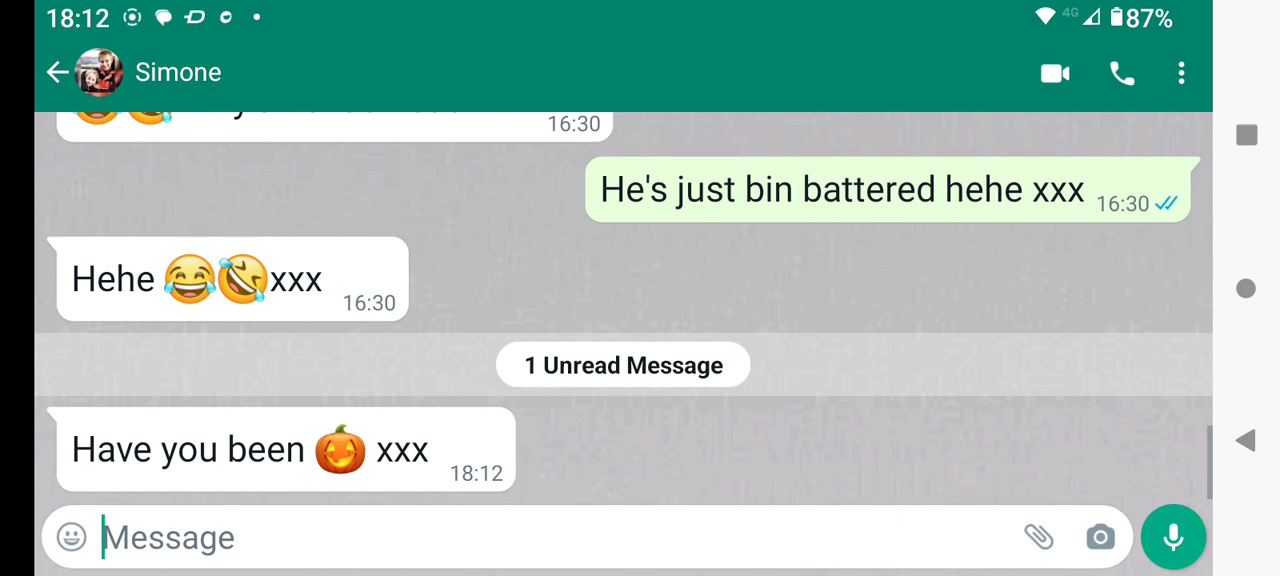 18:12 4G 87%
Simone
16:30
He's just bin battered hehe xxx 16:30
Hehe 😂🤣xxx 16:30
1 Unread Message
Have you been 🎃 xxx 18:12
Message